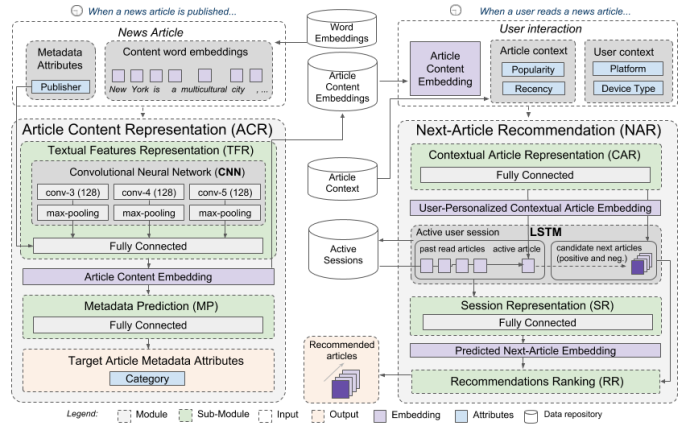 When a news article is published...
When a user reads a news article...
News Article
Metadata
Attributes
Publisher
Content word embeddings
New York is a multicultural city , ...
Word
Embeddings
Article
Content
Embeddings
Article
Context
Active
Sessions
User interaction
Article
Content
Embedding
Article context
Popularity
Recency
User context
Platform
Device Type
Article Content Representation (ACR)
Textual Features Representation (TFR)
Convolutional Neural Network (CNN)
conv-3 (128) conv-4 (128) conv-5 (128)
max-pooling max-pooling max-pooling
Fully Connected
Article Content Embedding
Metadata Prediction (MP)
Fully Connected
Target Article Metadata Attributes
Category
Next-Article Recommendation (NAR)
Contextual Article Representation (CAR)
Fully Connected
User-Personalized Contextual Article Embedding
Active user session
LSTM
past read articles active article
candidate next articles
(positive and neg.)
Session Representation (SR)
Fully Connected
Predicted Next-Article Embedding
Recommendations Ranking (RR)
Recommended
articles
Legend: Module Sub-Module Input Output Embedding Attributes Data repository